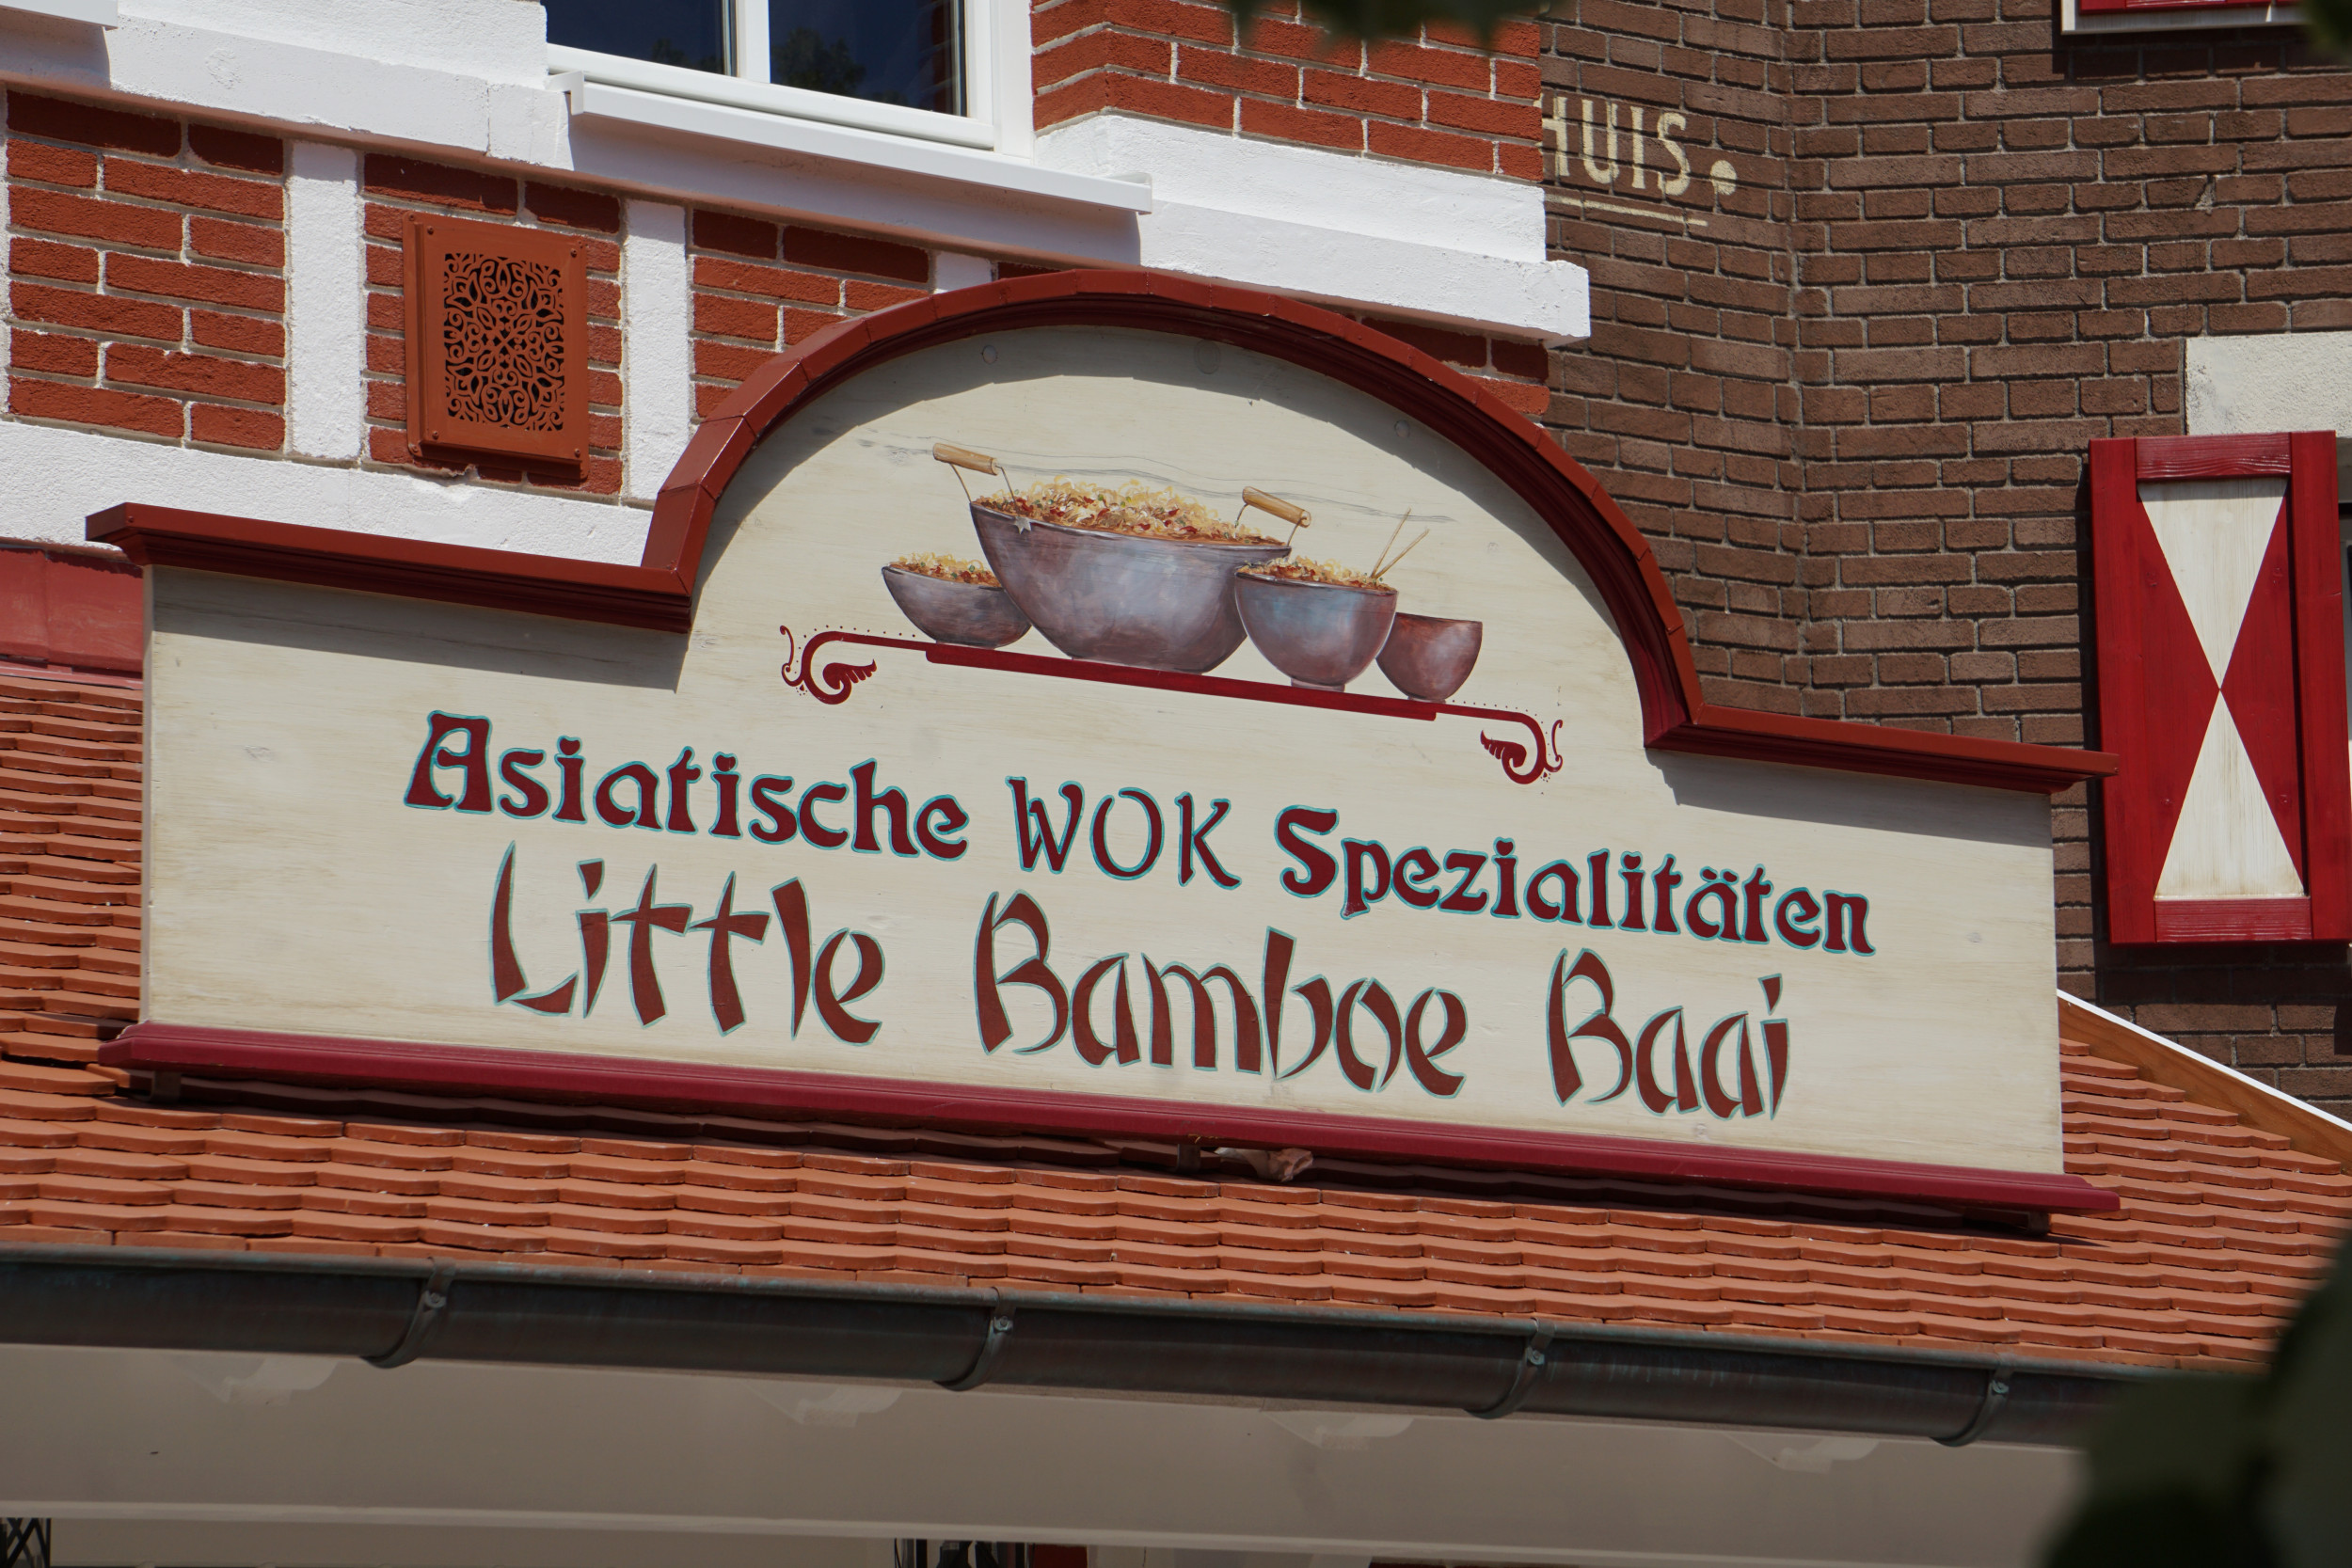 HUIS.
Asiatische WOK Spezialitäten
Little Bamboe Baai